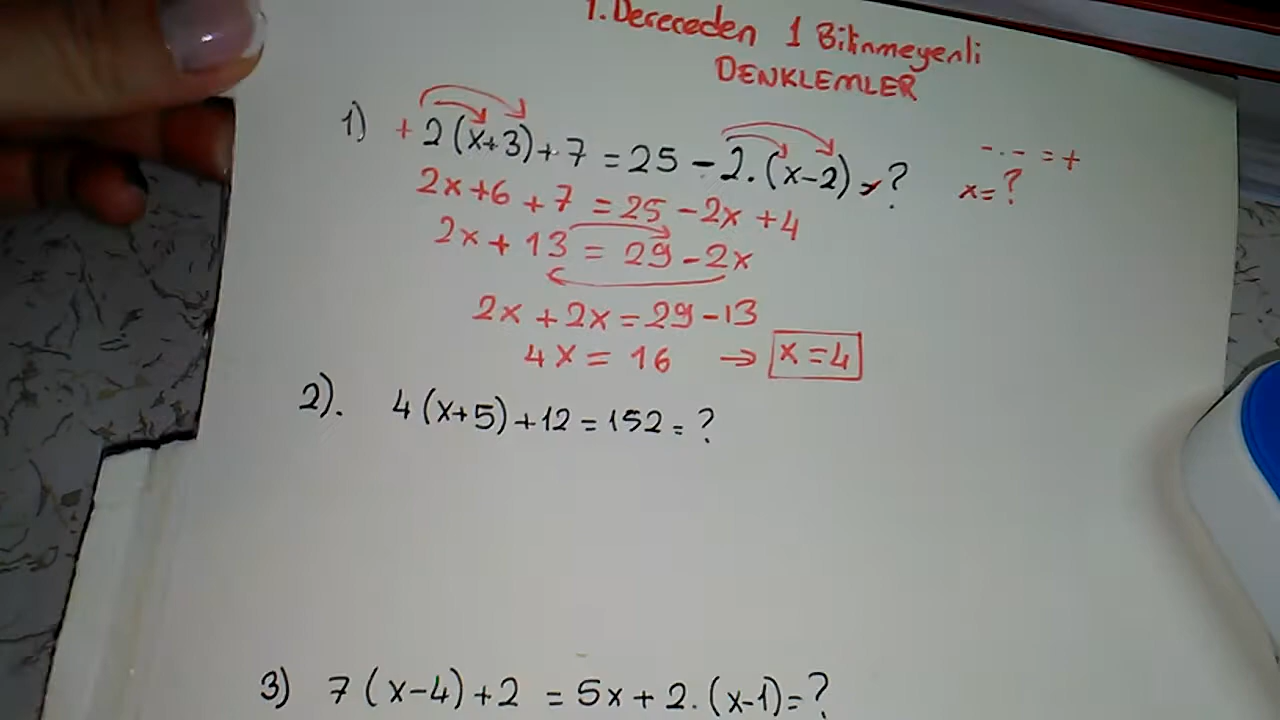 1. Dereceden 1 Bilinmeyenli
DENKLEMLER
1) +2(x+3)+7=25-2.(x-2)=?
-.-=+
x=?
2x+6+7=25-2x+4
2x+13=29-2x
2x+2x=29-13
4x=16 → x=4
2). 4(x+5)+12=152=?
3) 7(x-4)+2=5x+2.(x-1)=?